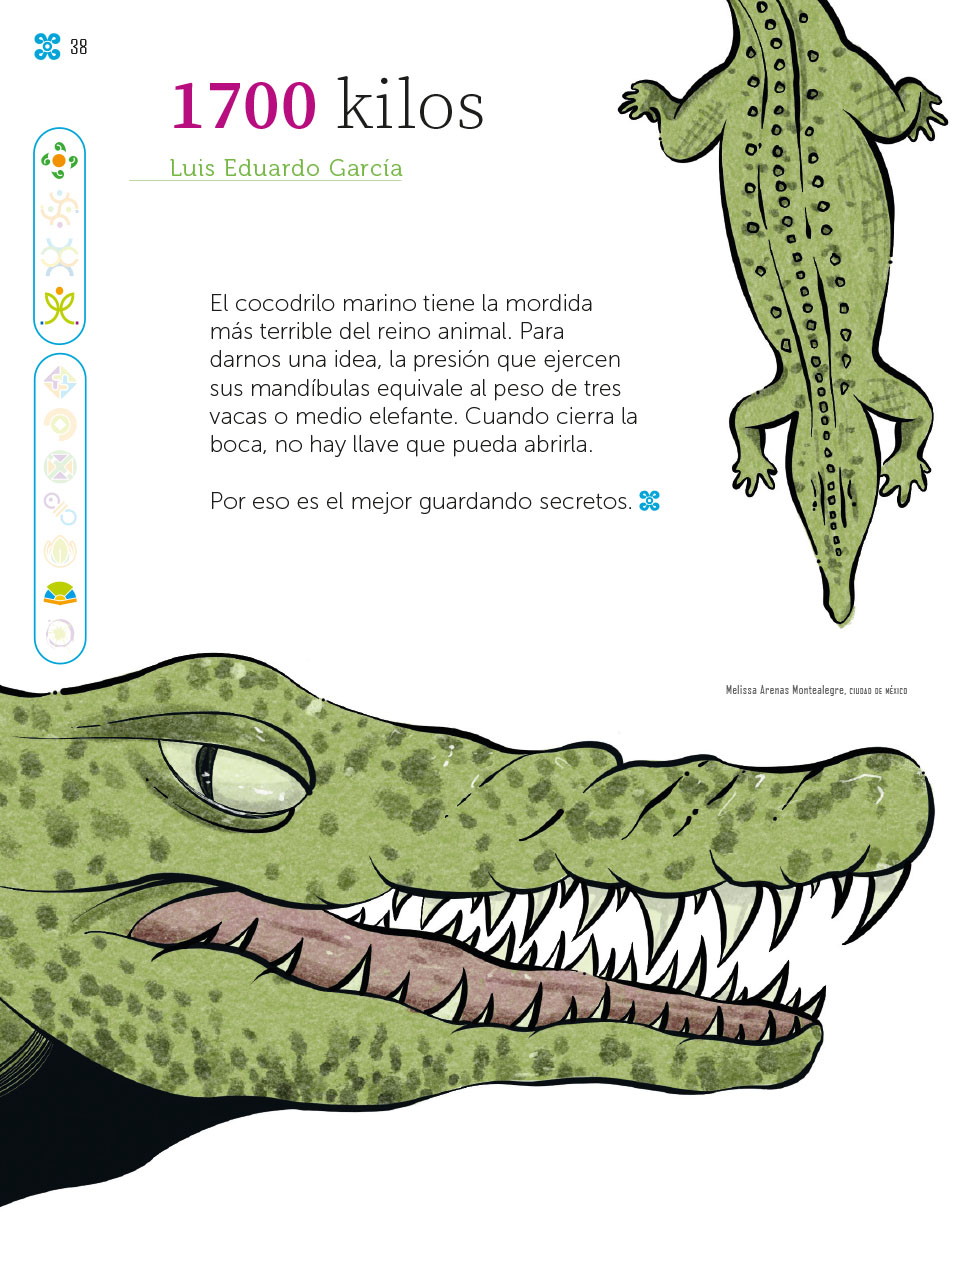 38
1700 kilos
Luis Eduardo García
El cocodrilo marino tiene la mordida
más terrible del reino animal. Para
darnos una idea, la presión que ejercen
sus mandíbulas equivale al peso de tres
vacas o medio elefante. Cuando cierra la
boca, no hay llave que pueda abrirla.
Por eso es el mejor guardando secretos.
Melissa Arenas Montealegre, CIUDAD DE MÉXICO